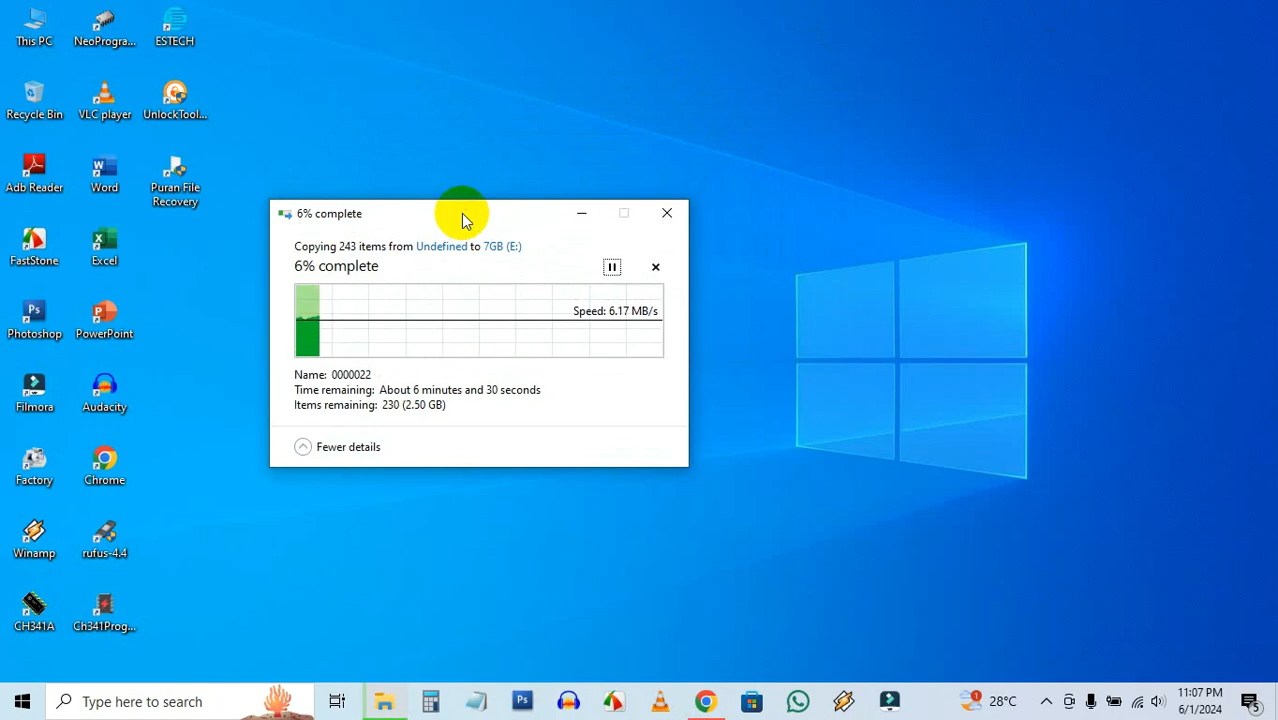 This PC
NeoProgra...
ESTECH
Recycle Bin
VLC player
UnlockTool...
Adb Reader
Word
Puran File
Recovery
FastStone
Excel
Photoshop
PowerPoint
Filmora
Audacity
Factory
Chrome
Winamp
rufus-4.4
CH341A
Ch341Prog...
6% complete
Copying 243 items from Undefined to 7GB (E:)
6% complete
Speed: 6.17 MB/s
Name: 0000022
Time remaining: About 6 minutes and 30 seconds
Items remaining: 230 (2.50 GB)
Fewer details
Type here to search
1
28°C
11:07 PM
6/1/2024
5